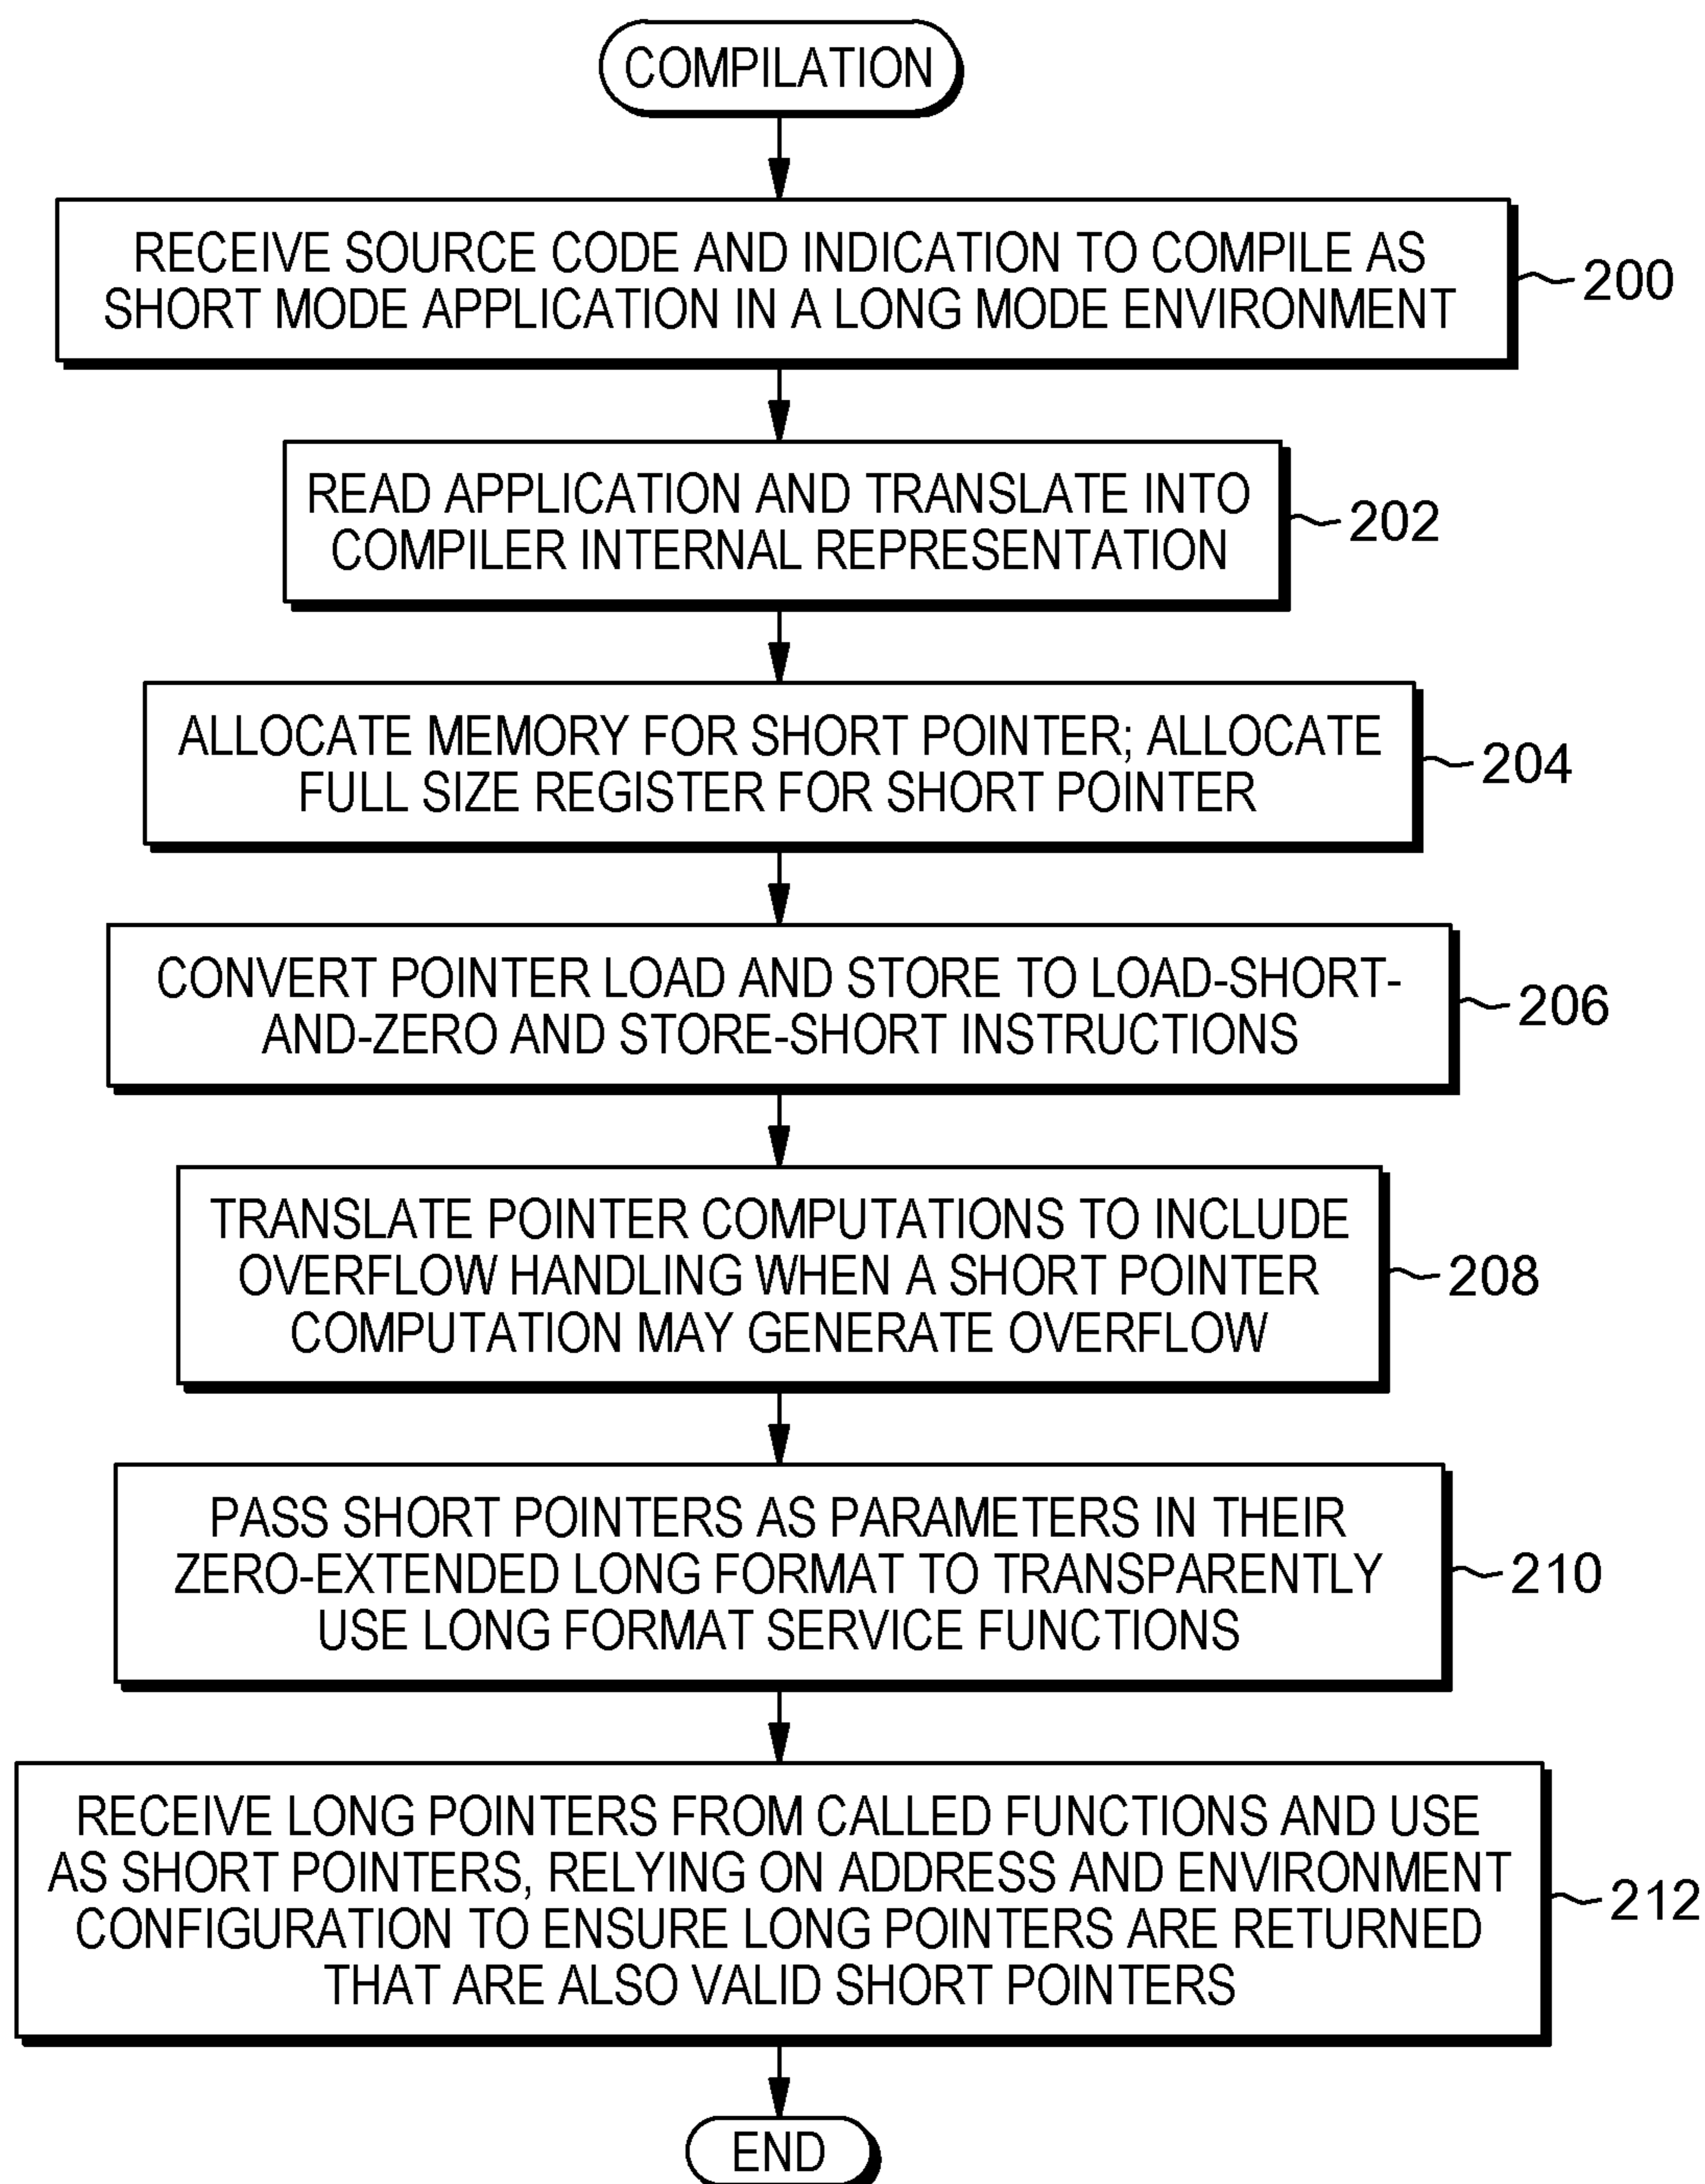 COMPILATION
RECEIVE SOURCE CODE AND INDICATION TO COMPILE AS
SHORT MODE APPLICATION IN A LONG MODE ENVIRONMENT
200
READ APPLICATION AND TRANSLATE INTO
COMPILER INTERNAL REPRESENTATION
202
ALLOCATE MEMORY FOR SHORT POINTER; ALLOCATE
FULL SIZE REGISTER FOR SHORT POINTER
204
CONVERT POINTER LOAD AND STORE TO LOAD-SHORT-
AND-ZERO AND STORE-SHORT INSTRUCTIONS
206
TRANSLATE POINTER COMPUTATIONS TO INCLUDE
OVERFLOW HANDLING WHEN A SHORT POINTER
COMPUTATION MAY GENERATE OVERFLOW
208
PASS SHORT POINTERS AS PARAMETERS IN THEIR
ZERO-EXTENDED LONG FORMAT TO TRANSPARENTLY
USE LONG FORMAT SERVICE FUNCTIONS
210
RECEIVE LONG POINTERS FROM CALLED FUNCTIONS AND USE
AS SHORT POINTERS, RELYING ON ADDRESS AND ENVIRONMENT
CONFIGURATION TO ENSURE LONG POINTERS ARE RETURNED
THAT ARE ALSO VALID SHORT POINTERS
212
END